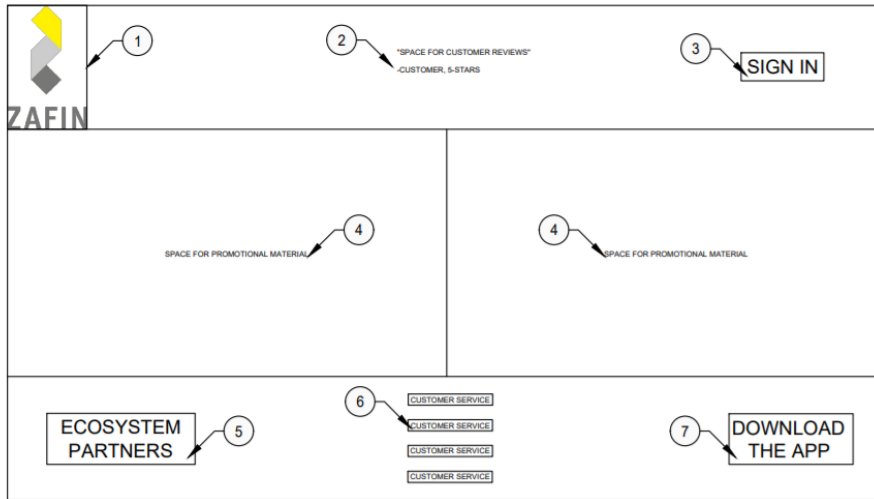 ZAFIN
1
2
"SPACE FOR CUSTOMER REVIEWS"
-CUSTOMER, 5-STARS
3
SIGN IN
4
SPACE FOR PROMOTIONAL MATERIAL
4
SPACE FOR PROMOTIONAL MATERIAL
ECOSYSTEM
PARTNERS
5
6
CUSTOMER SERVICE
CUSTOMER SERVICE
CUSTOMER SERVICE
CUSTOMER SERVICE
7
DOWNLOAD
THE APP